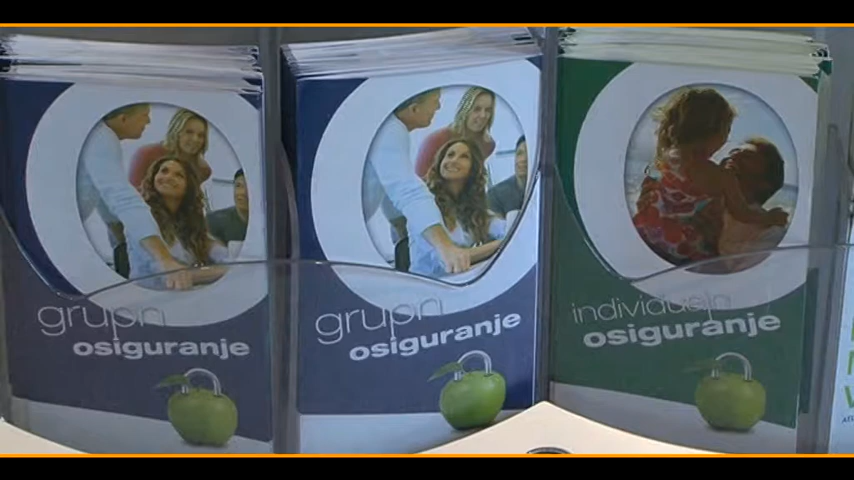 grupno
osiguranje
grupno
osiguranje
individualno
osiguranje